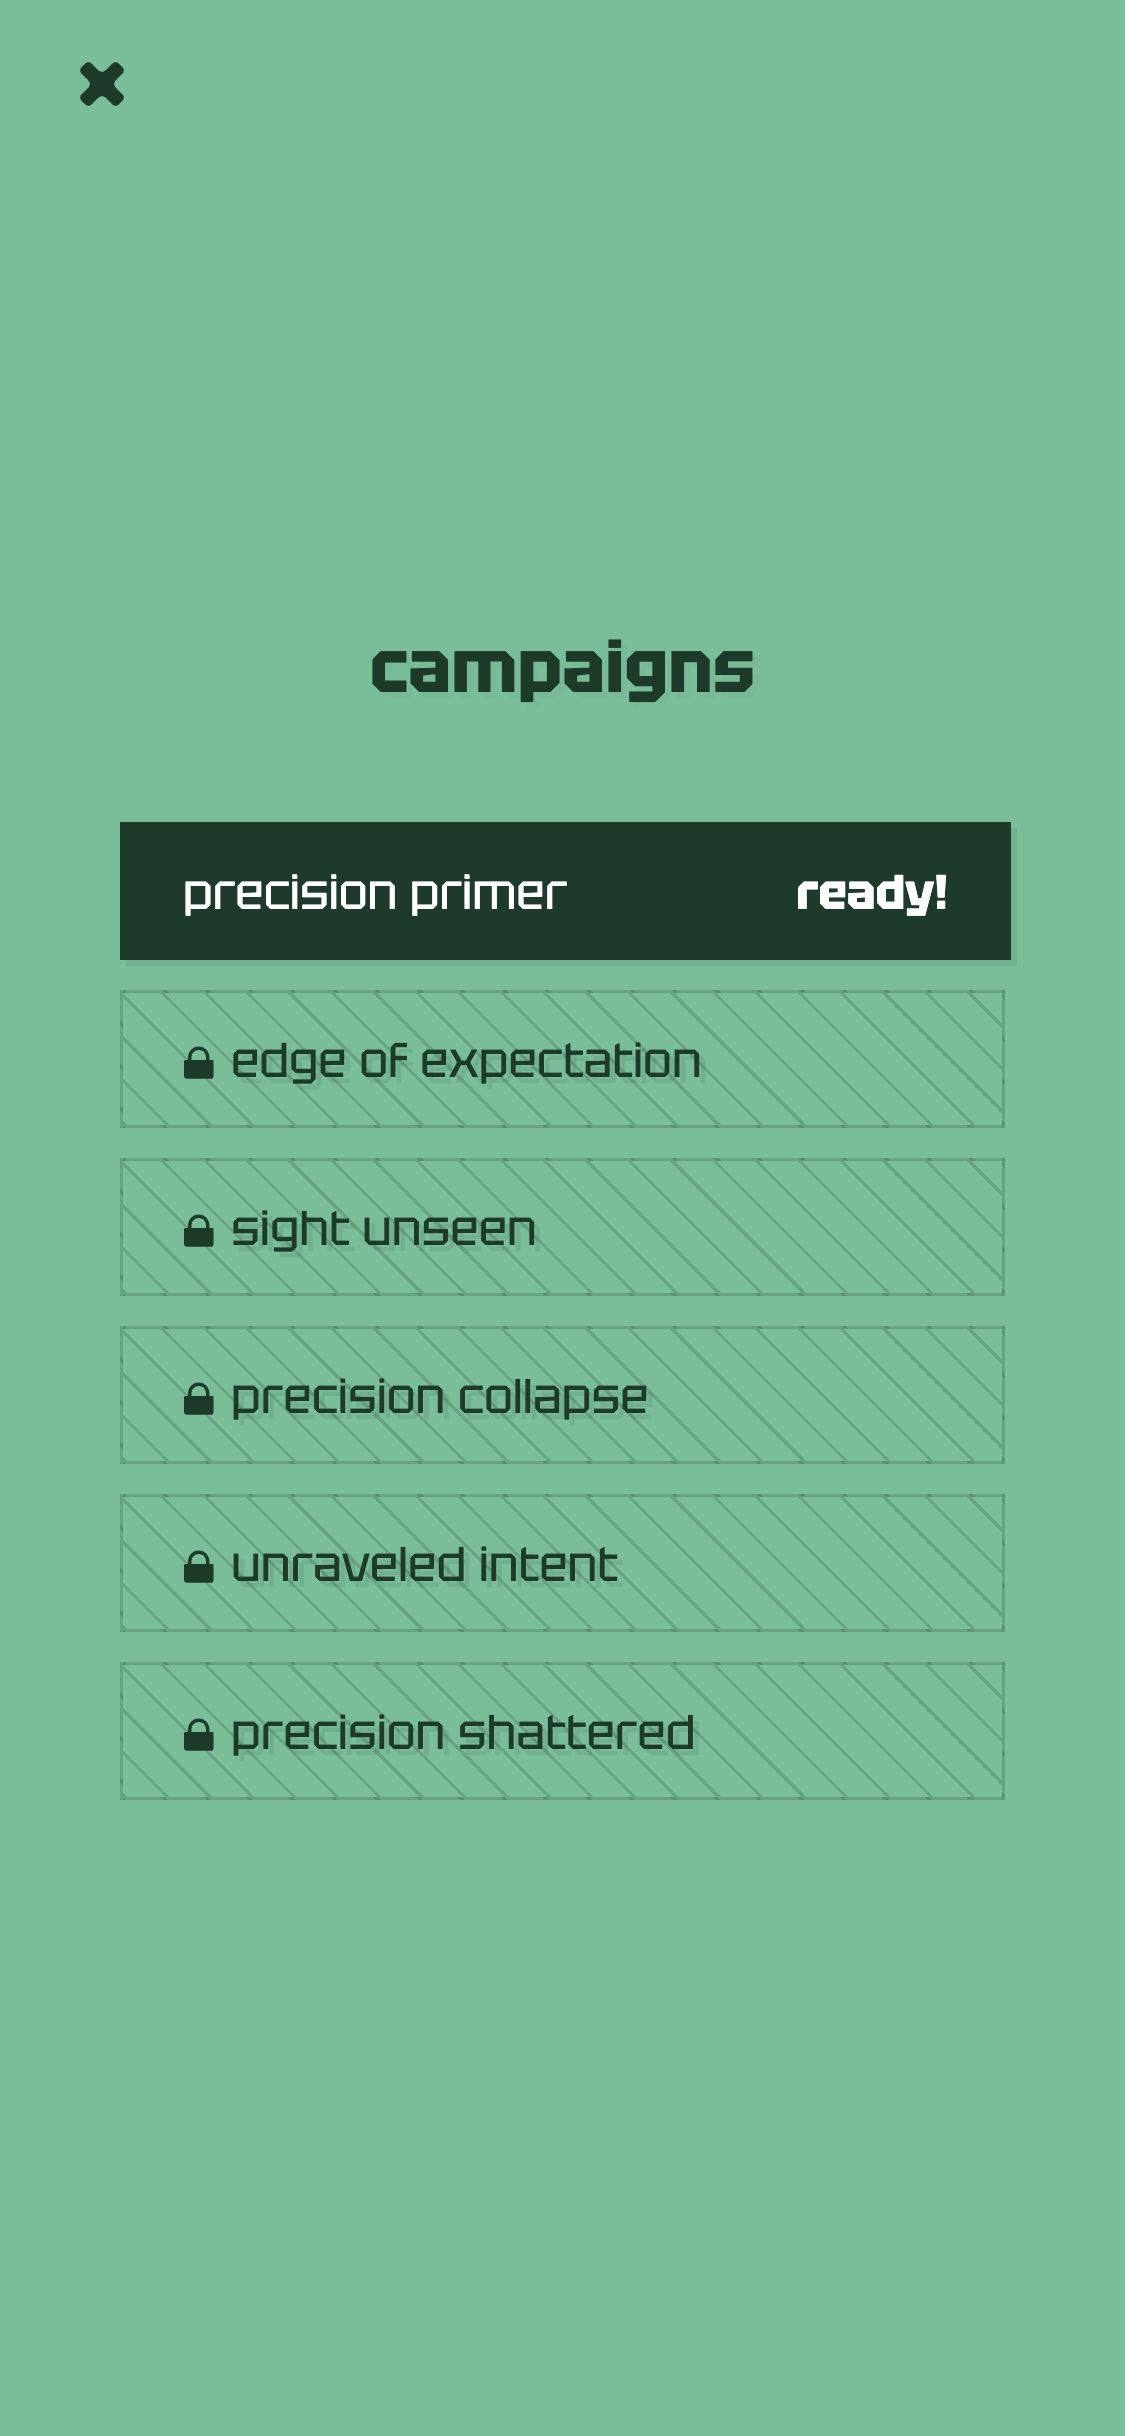 campaigns
precision primer ready!
edge of expectation
sight unseen
precision collapse
unraveled intent
precision shattered